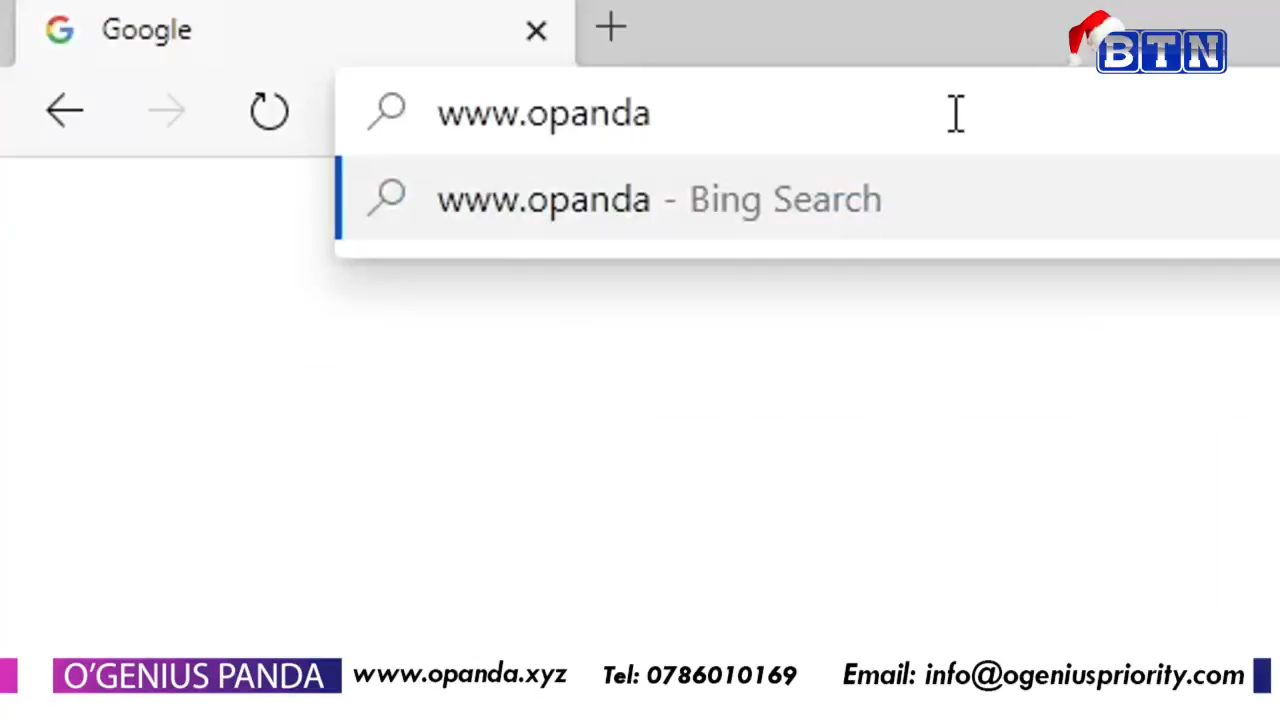 Google
BTN
www.opanda
www.opanda - Bing Search
O'GENIUS PANDA www.opanda.xyz Tel: 0786010169 Email: info@ogeniuspriority.com